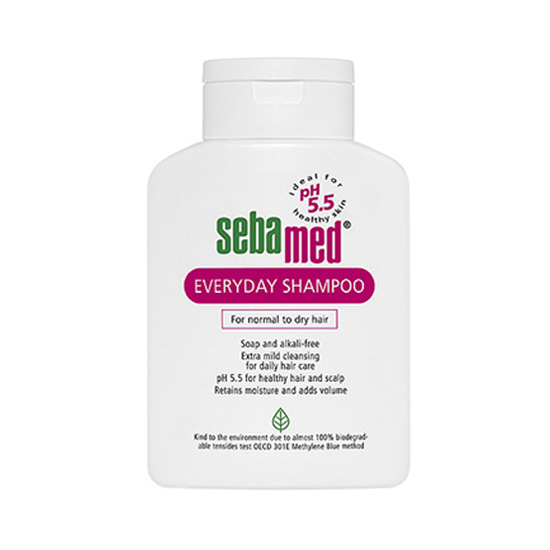 ideal for
pH
5.5
healthy skin
sebamed®
EVERYDAY SHAMPOO
For normal to dry hair
Soap and alkali-free
Extra mild cleansing
for daily hair care
pH 5.5 for healthy hair and scalp
Retains moisture and adds volume
Kind to the environment due to almost 100% biodegrad-
able tensides test OECD 301E Methylene Blue method